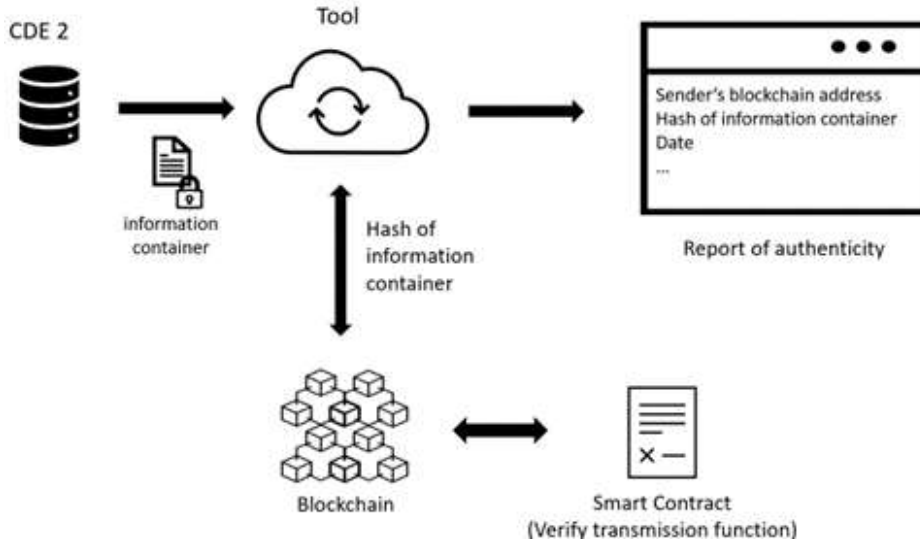 CDE 2
Tool
information
container
Sender's blockchain address
Hash of information container
Date
...
Report of authenticity
Hash of
information
container
Blockchain
Smart Contract
(Verify transmission function)